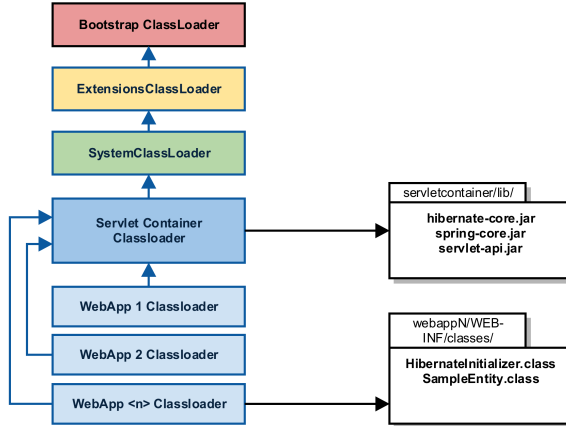 Bootstrap ClassLoader
ExtensionsClassLoader
SystemClassLoader
Servlet Container
Classloader
WebApp 1 Classloader
WebApp 2 Classloader
WebApp <n> Classloader
servletcontainer/lib/
hibernate-core.jar
spring-core.jar
servlet-api.jar
webappN/WEB-
INF/classes/
HibernateInitializer.class
SampleEntity.class